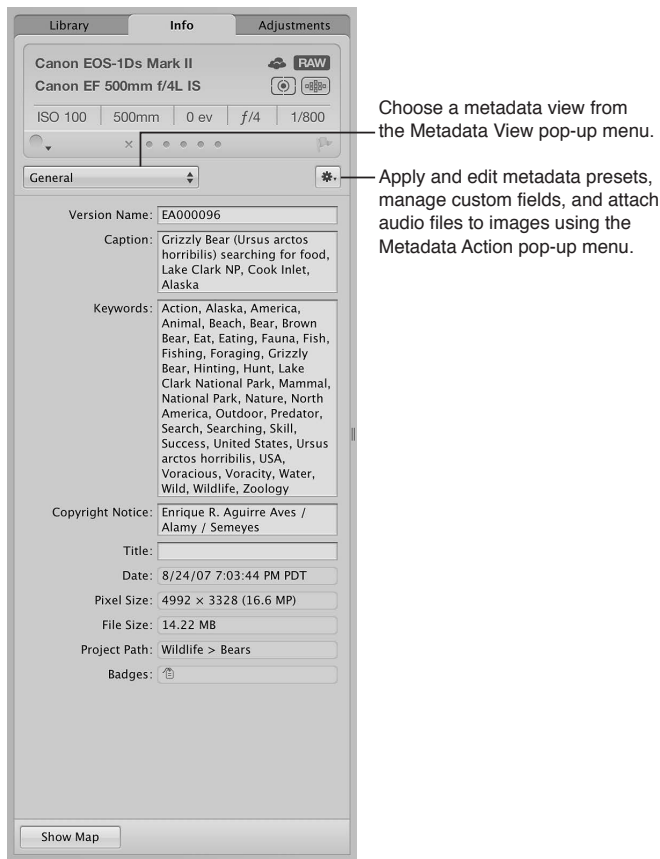 Library Info Adjustments
Canon EOS-1Ds Mark II RAW
Canon EF 500mm f/4L IS
ISO 100 500mm 0 ev ƒ/4 1/800
Choose a metadata view from
the Metadata View pop-up menu.
General
Apply and edit metadata presets,
manage custom fields, and attach
audio files to images using the
Metadata Action pop-up menu.
Version Name: EA000096
Caption: Grizzly Bear (Ursus arctos
horribilis) searching for food,
Lake Clark NP, Cook Inlet,
Alaska
Keywords: Action, Alaska, America,
Animal, Beach, Bear, Brown
Bear, Eat, Eating, Fauna, Fish,
Fishing, Foraging, Grizzly
Bear, Hinting, Hunt, Lake
Clark National Park, Mammal,
National Park, Nature, North
America, Outdoor, Predator,
Search, Searching, Skill,
Success, United States, Ursus
arctos horribilis, USA,
Voracious, Voracity, Water,
Wild, Wildlife, Zoology
Copyright Notice: Enrique R. Aguirre Aves /
Alamy / Semeyes
Title:
Date: 8/24/07 7:03:44 PM PDT
Pixel Size: 4992 × 3328 (16.6 MP)
File Size: 14.22 MB
Project Path: Wildlife > Bears
Badges:
Show Map